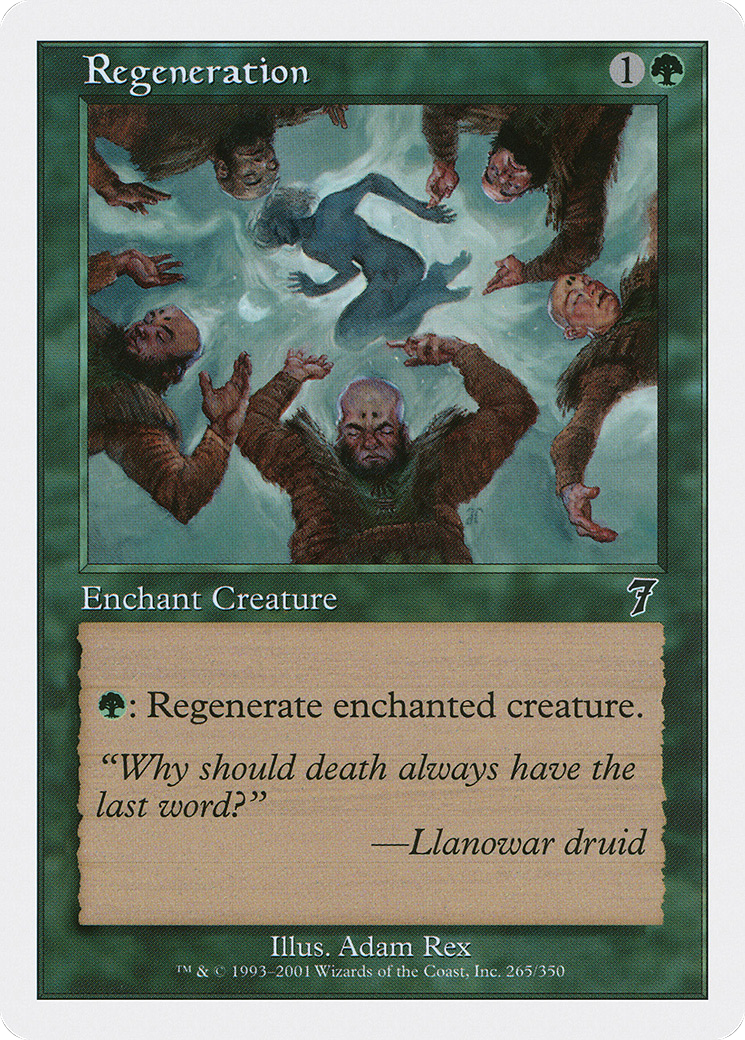 Regeneration 1
Enchant Creature 7
: Regenerate enchanted creature.
“Why should death always have the
last word?”
—Llanowar druid
Illus. Adam Rex
™ & © 1993–2001 Wizards of the Coast, Inc. 265/350